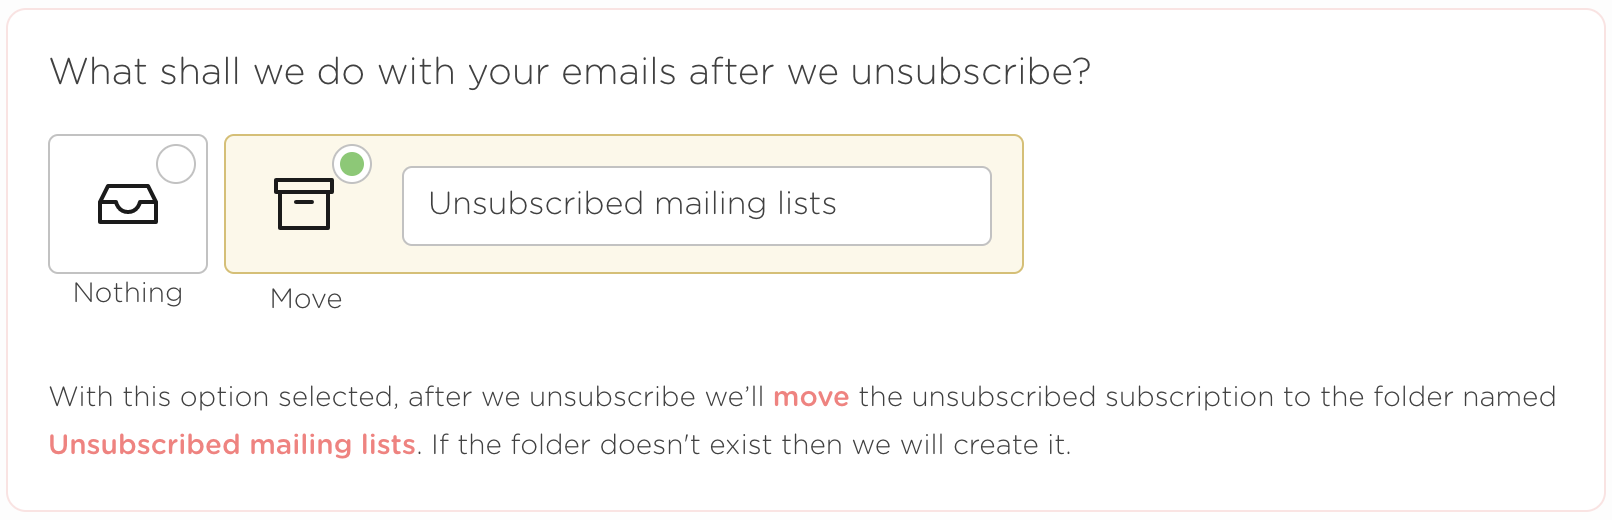 What shall we do with your emails after we unsubscribe?
Unsubscribed mailing lists
Nothing
Move
With this option selected, after we unsubscribe we’ll move the unsubscribed subscription to the folder named
Unsubscribed mailing lists. If the folder doesn't exist then we will create it.